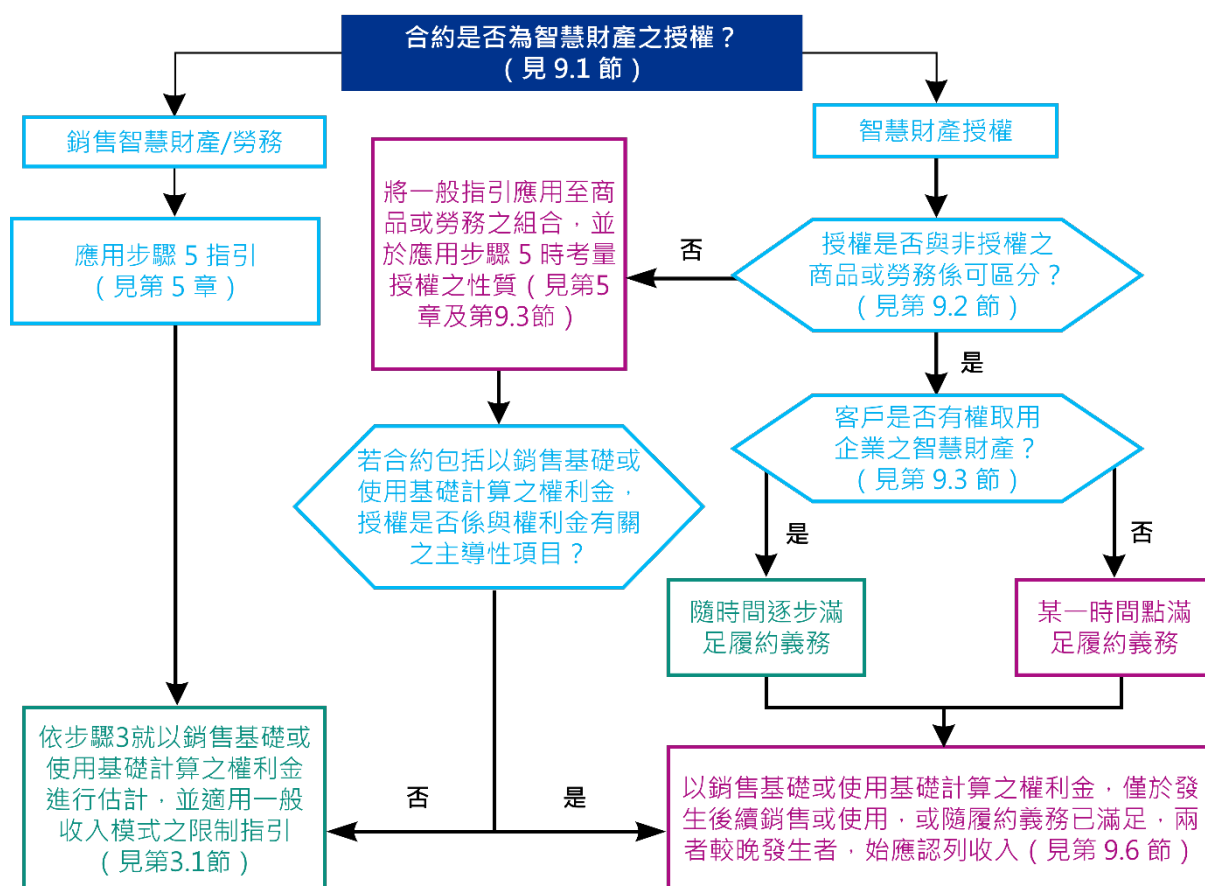 合約是否為智慧財產之授權？
（見 9.1 節）
銷售智慧財產/勞務
應用步驟 5 指引
（見第 5 章）
智慧財產授權
授權是否與非授權之
商品或勞務係可區分？
（見第 9.2 節）
否
將一般指引應用至商
品或勞務之組合，並
於應用步驟 5 時考量
授權之性質（見第5
章及第9.3節）
是
客戶是否有權取用
企業之智慧財產？
（見第 9.3 節）
若合約包括以銷售基礎或
使用基礎計算之權利金，
授權是否係與權利金有關
之主導性項目？
是
否
隨時間逐步滿
足履約義務
某一時間點滿
足履約義務
依步驟3就以銷售基礎或
使用基礎計算之權利金
進行估計，並適用一般
收入模式之限制指引
（見第3.1節）
否
是
以銷售基礎或使用基礎計算之權利金，僅於發
生後續銷售或使用，或隨履約義務已滿足，兩
者較晚發生者，始應認列收入（見第 9.6 節）